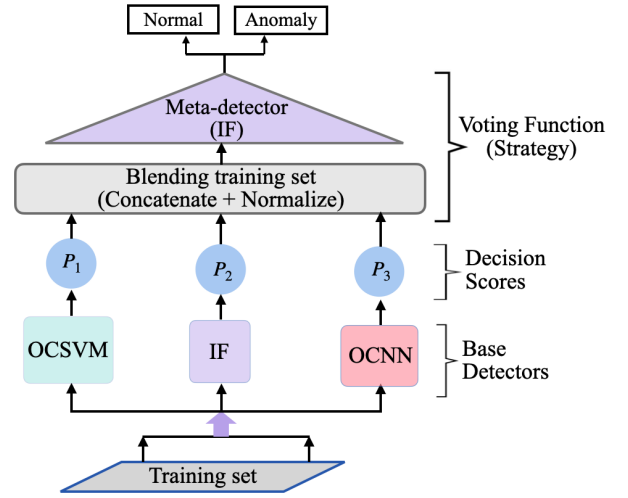 Normal
Anomaly
Meta-detector
(IF)
Voting Function
(Strategy)
Blending training set
(Concatenate + Normalize)
P1
P2
P3
Decision
Scores
OCSVM
IF
OCNN
Base
Detectors
Training set